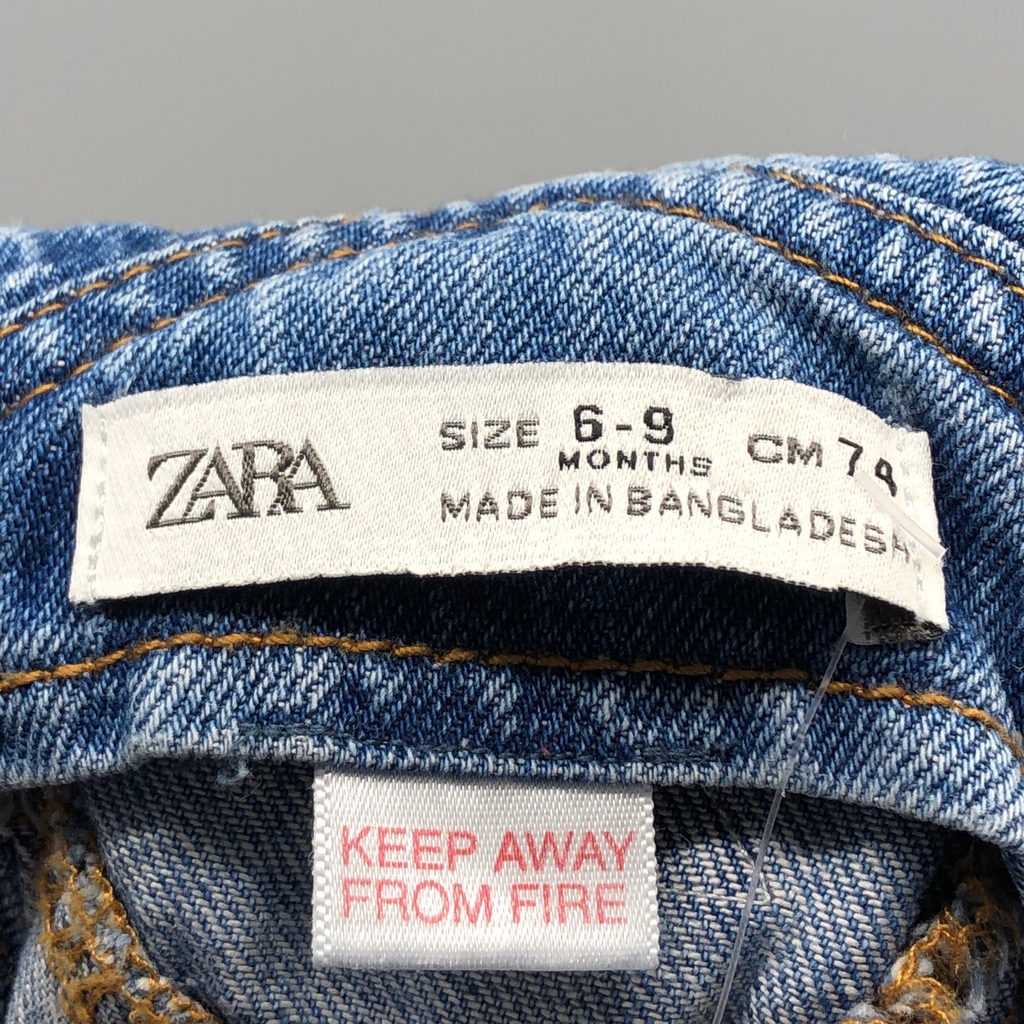 ZARA
SIZE 6-9 MONTHS CM 74
MADE IN BANGLADESH
KEEP AWAY
FROM FIRE